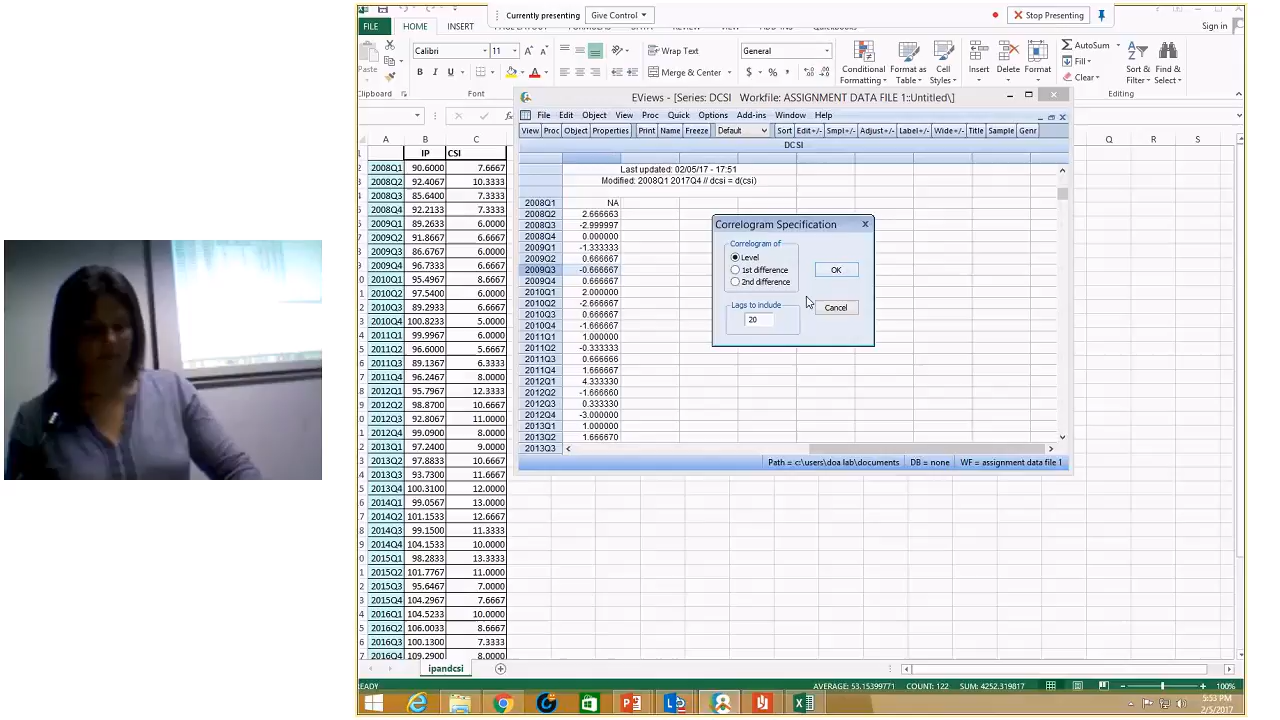 Currently presenting Give Control Stop Presenting
Sign in
FILE HOME INSERT
Calibri 11 Wrap Text General AutoSum
Paste B I U Merge & Center $ % Conditional Formatting Format as Table Cell Styles Insert Delete Format Fill Clear Sort & Filter Find & Select
Clipboard Font Editing
EViews - [Series: DCSI Workfile: ASSIGNMENT DATA FILE 1::Untitled\]
File Edit Object View Proc Quick Options Add-ins Window Help
View Proc Object Properties Print Name Freeze Default Sort Edit+/- Smpl+/- Adjust+/- Label+/- Wide+/- Title Sample Genr
DCSI
Last updated: 02/05/17 - 17:51
Modified: 2008Q1 2017Q4 // dcsi = d(csi)
2008Q1 NA
2008Q2 2.666663
2008Q3 -2.999997
2008Q4 0.000000
2009Q1 -1.333333
2009Q2 0.666667
2009Q3 -0.666667
2009Q4 0.666667
2010Q1 2.000000
2010Q2 -2.666667
2010Q3 0.666667
2010Q4 -1.666667
2011Q1 1.000000
2011Q2 -0.333333
2011Q3 0.666666
2011Q4 1.666670
2012Q1 4.333330
2012Q2 -1.666660
2012Q3 0.333330
2012Q4 -3.000000
2013Q1 1.000000
2013Q2 1.666670
2013Q3
Path = c:\users\doa lab\documents DB = none WF = assignment data file 1
Correlogram Specification
Correlogram of
Level
1st difference
2nd difference
OK
Lags to include
20
Cancel
A B C Q R S
IP CSI
2008Q1 90.6000 7.6667
2008Q2 92.4067 10.3333
2008Q3 85.6400 7.3333
2008Q4 92.2133 7.3333
2009Q1 89.2633 6.0000
2009Q2 91.8667 6.6667
2009Q3 86.6767 6.0000
2009Q4 96.7333 6.6667
2010Q1 95.4967 8.6667
2010Q2 97.5400 6.0000
2010Q3 89.2933 6.6667
2010Q4 100.8233 5.0000
2011Q1 99.9967 6.0000
2011Q2 96.6000 5.6667
2011Q3 89.1367 6.3333
2011Q4 96.2467 8.0000
2012Q1 95.7967 12.3333
2012Q2 98.8700 10.6667
2012Q3 92.8067 11.0000
2012Q4 99.0900 8.0000
2013Q1 97.2400 9.0000
2013Q2 97.8833 10.6667
2013Q3 93.7300 11.6667
2013Q4 100.3100 12.0000
2014Q1 99.0567 13.0000
2014Q2 101.1533 12.6667
2014Q3 99.1500 11.3333
2014Q4 104.1533 10.0000
2015Q1 98.2833 13.3333
2015Q2 101.7767 11.0000
2015Q3 95.6467 7.0000
2015Q4 104.2967 7.6667
2016Q1 104.5233 10.0000
2016Q2 106.0033 8.6667
2016Q3 100.1300 7.3333
2016Q4 109.2900 8.0000
ipandcsi
EADY AVERAGE: 53.15399771 COUNT: 122 SUM: 4252.319817 100%
5:53 PM
2/5/2017